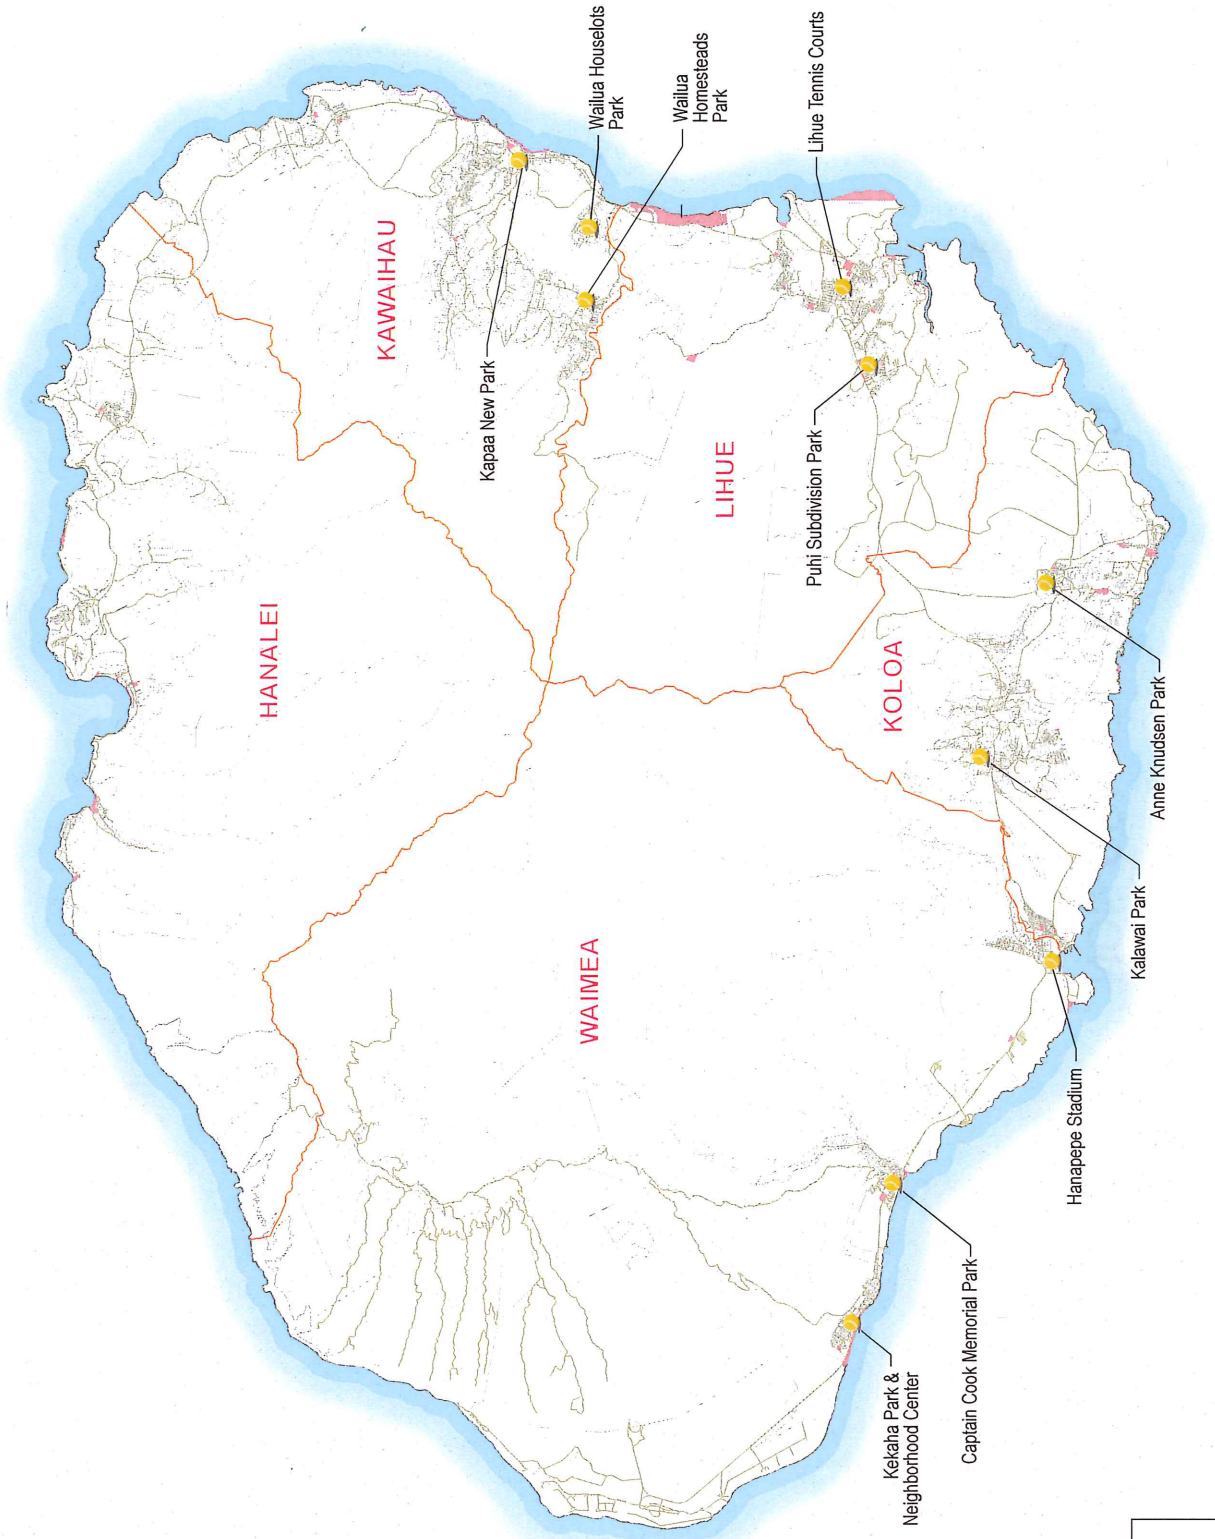 HANALEI
KAWAIHAU
WAIMEA
LIHUE
KOLOA
Wailua Houselots
Park
Wailua
Homesteads
Park
Kapaa New Park
Lihue Tennis Courts
Puhi Subdivision Park
Anne Knudsen Park
Kalawai Park
Hanapepe Stadium
Captain Cook Memorial Park
Kekaha Park &
Neighborhood Center